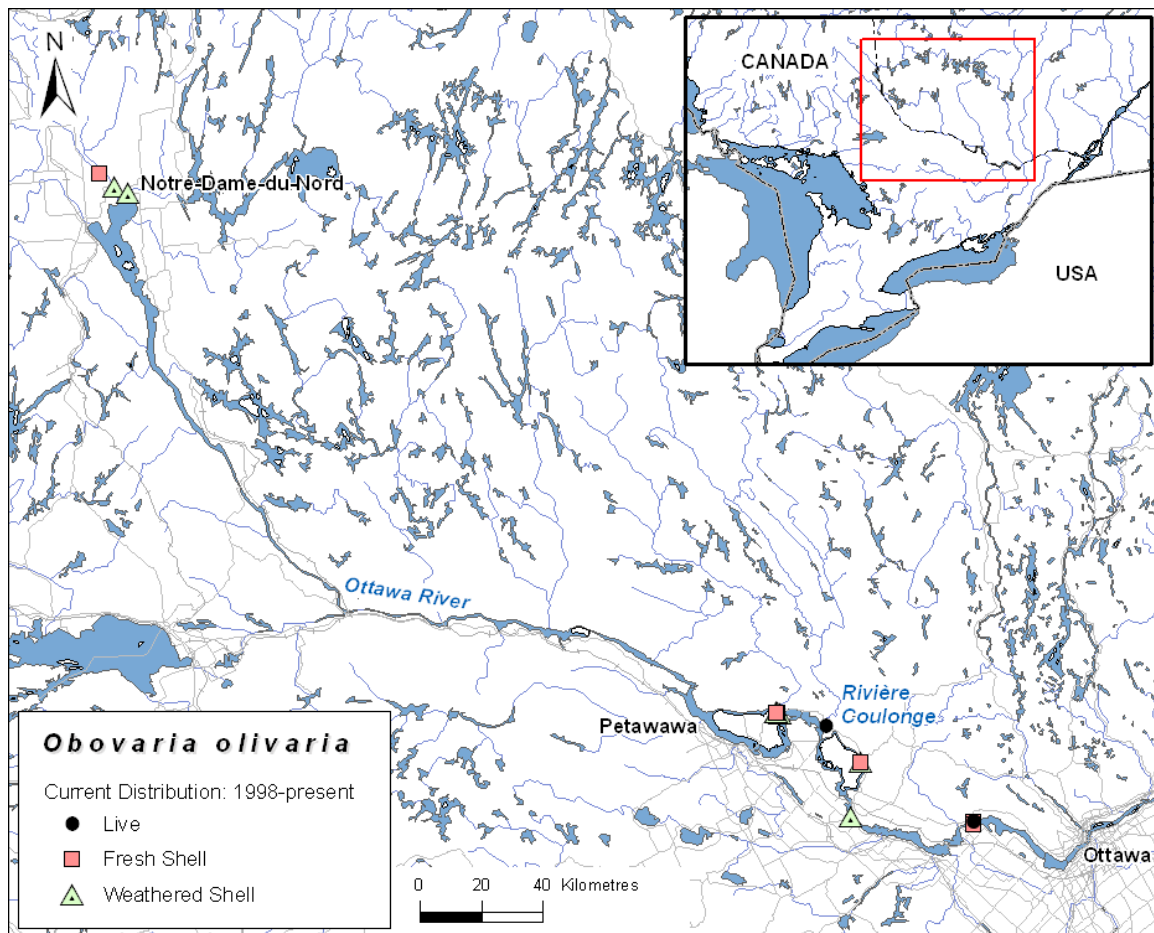 N
CANADA
USA
Notre-Dame-du-Nord
Ottawa River
Rivière
Coulonge
Petawawa
Ottawa
Obovaria olivaria
Current Distribution: 1998-present
Live
Fresh Shell
Weathered Shell
0 20 40 Kilometres